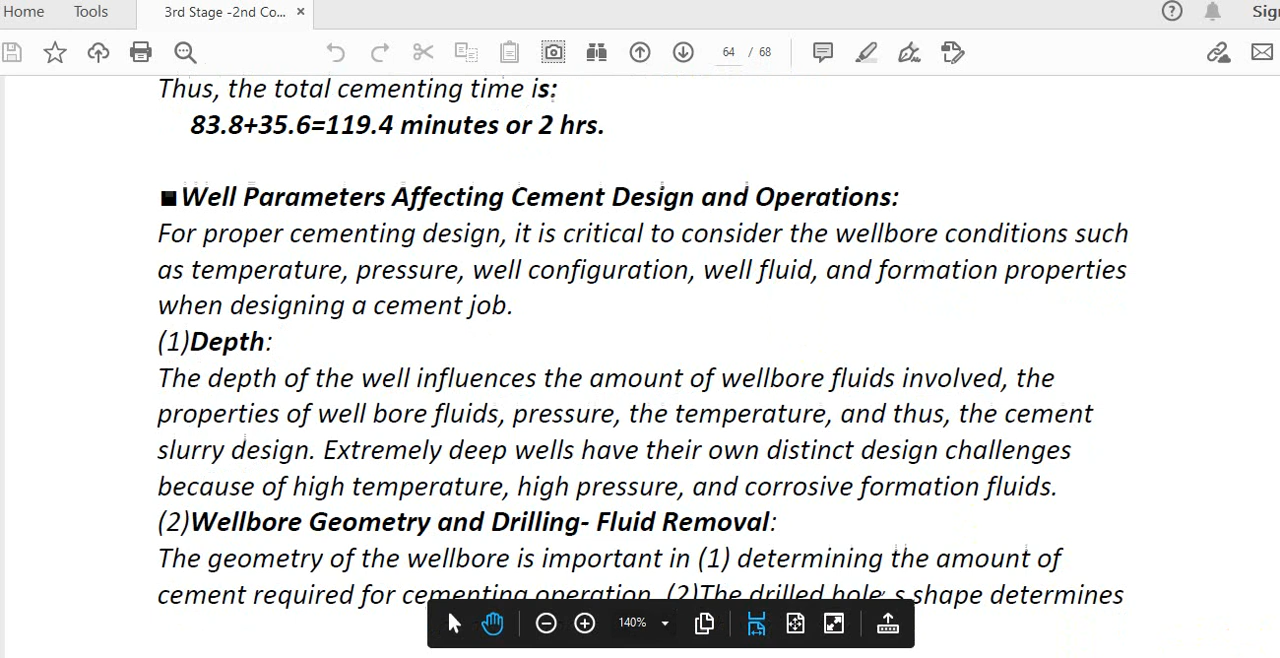 Home Tools 3rd Stage -2nd Co... × Sign
64 / 68
Thus, the total cementing time is:
83.8+35.6=119.4 minutes or 2 hrs.
■Well Parameters Affecting Cement Design and Operations:
For proper cementing design, it is critical to consider the wellbore conditions such
as temperature, pressure, well configuration, well fluid, and formation properties
when designing a cement job.
(1)Depth:
The depth of the well influences the amount of wellbore fluids involved, the
properties of well bore fluids, pressure, the temperature, and thus, the cement
slurry design. Extremely deep wells have their own distinct design challenges
because of high temperature, high pressure, and corrosive formation fluids.
(2)Wellbore Geometry and Drilling- Fluid Removal:
The geometry of the wellbore is important in (1) determining the amount of
cement required for cementing operation. (2)The drilled hole, s shape determines
140%